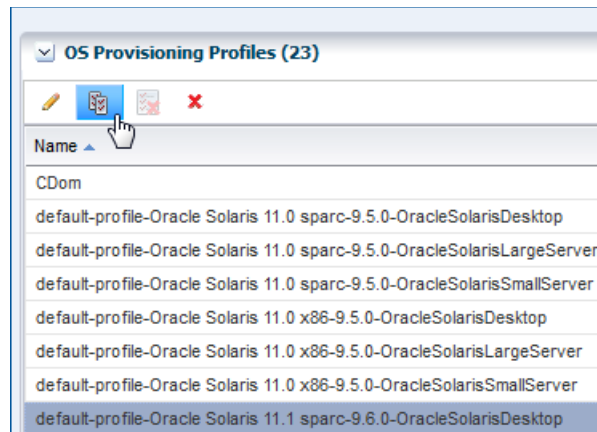 OS Provisioning Profiles (23)
Name
CDom
default-profile-Oracle Solaris 11.0 sparc-9.5.0-OracleSolarisDesktop
default-profile-Oracle Solaris 11.0 sparc-9.5.0-OracleSolarisLargeServer
default-profile-Oracle Solaris 11.0 sparc-9.5.0-OracleSolarisSmallServer
default-profile-Oracle Solaris 11.0 x86-9.5.0-OracleSolarisDesktop
default-profile-Oracle Solaris 11.0 x86-9.5.0-OracleSolarisLargeServer
default-profile-Oracle Solaris 11.0 x86-9.5.0-OracleSolarisSmallServer
default-profile-Oracle Solaris 11.1 sparc-9.6.0-OracleSolarisDesktop